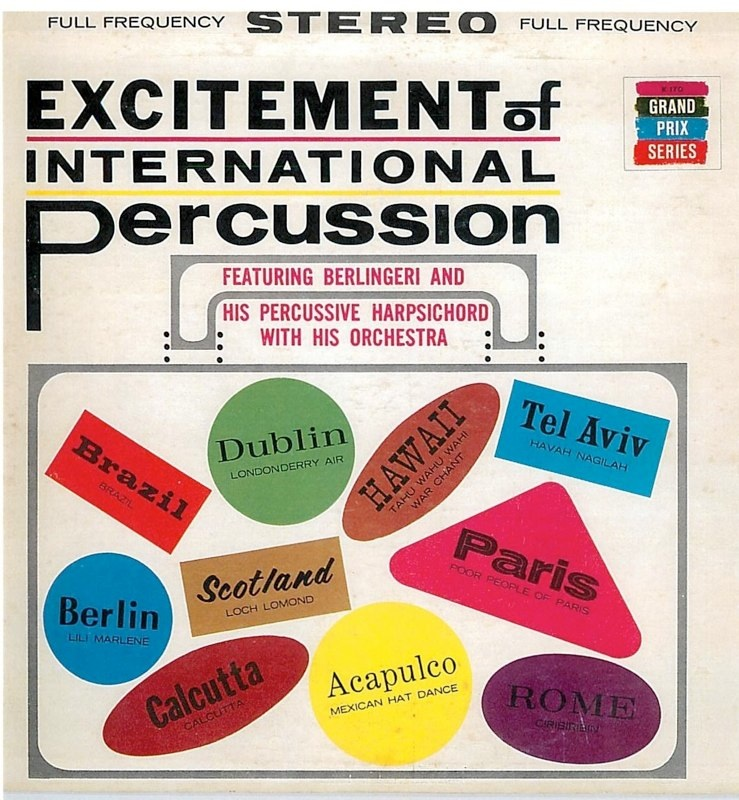 FULL FREQUENCY STEREO FULL FREQUENCY
EXCITEMENT of
INTERNATIONAL
Percussion
K-170
GRAND
PRIX
SERIES
FEATURING BERLINGERI AND
HIS PERCUSSIVE HARPSICHORD
WITH HIS ORCHESTRA
Brazil
BRAZIL
Dublin
LONDONDERRY AIR
HAWAII
TAHU WAHU WAHI
WAR CHANT
Tel Aviv
HAVAH NAGILAH
Berlin
LILI MARLENE
Scotland
LOCH LOMOND
Paris
POOR PEOPLE OF PARIS
Calcutta
CALCUTTA
Acapulco
MEXICAN HAT DANCE
ROME
CIRIBIRIBIN